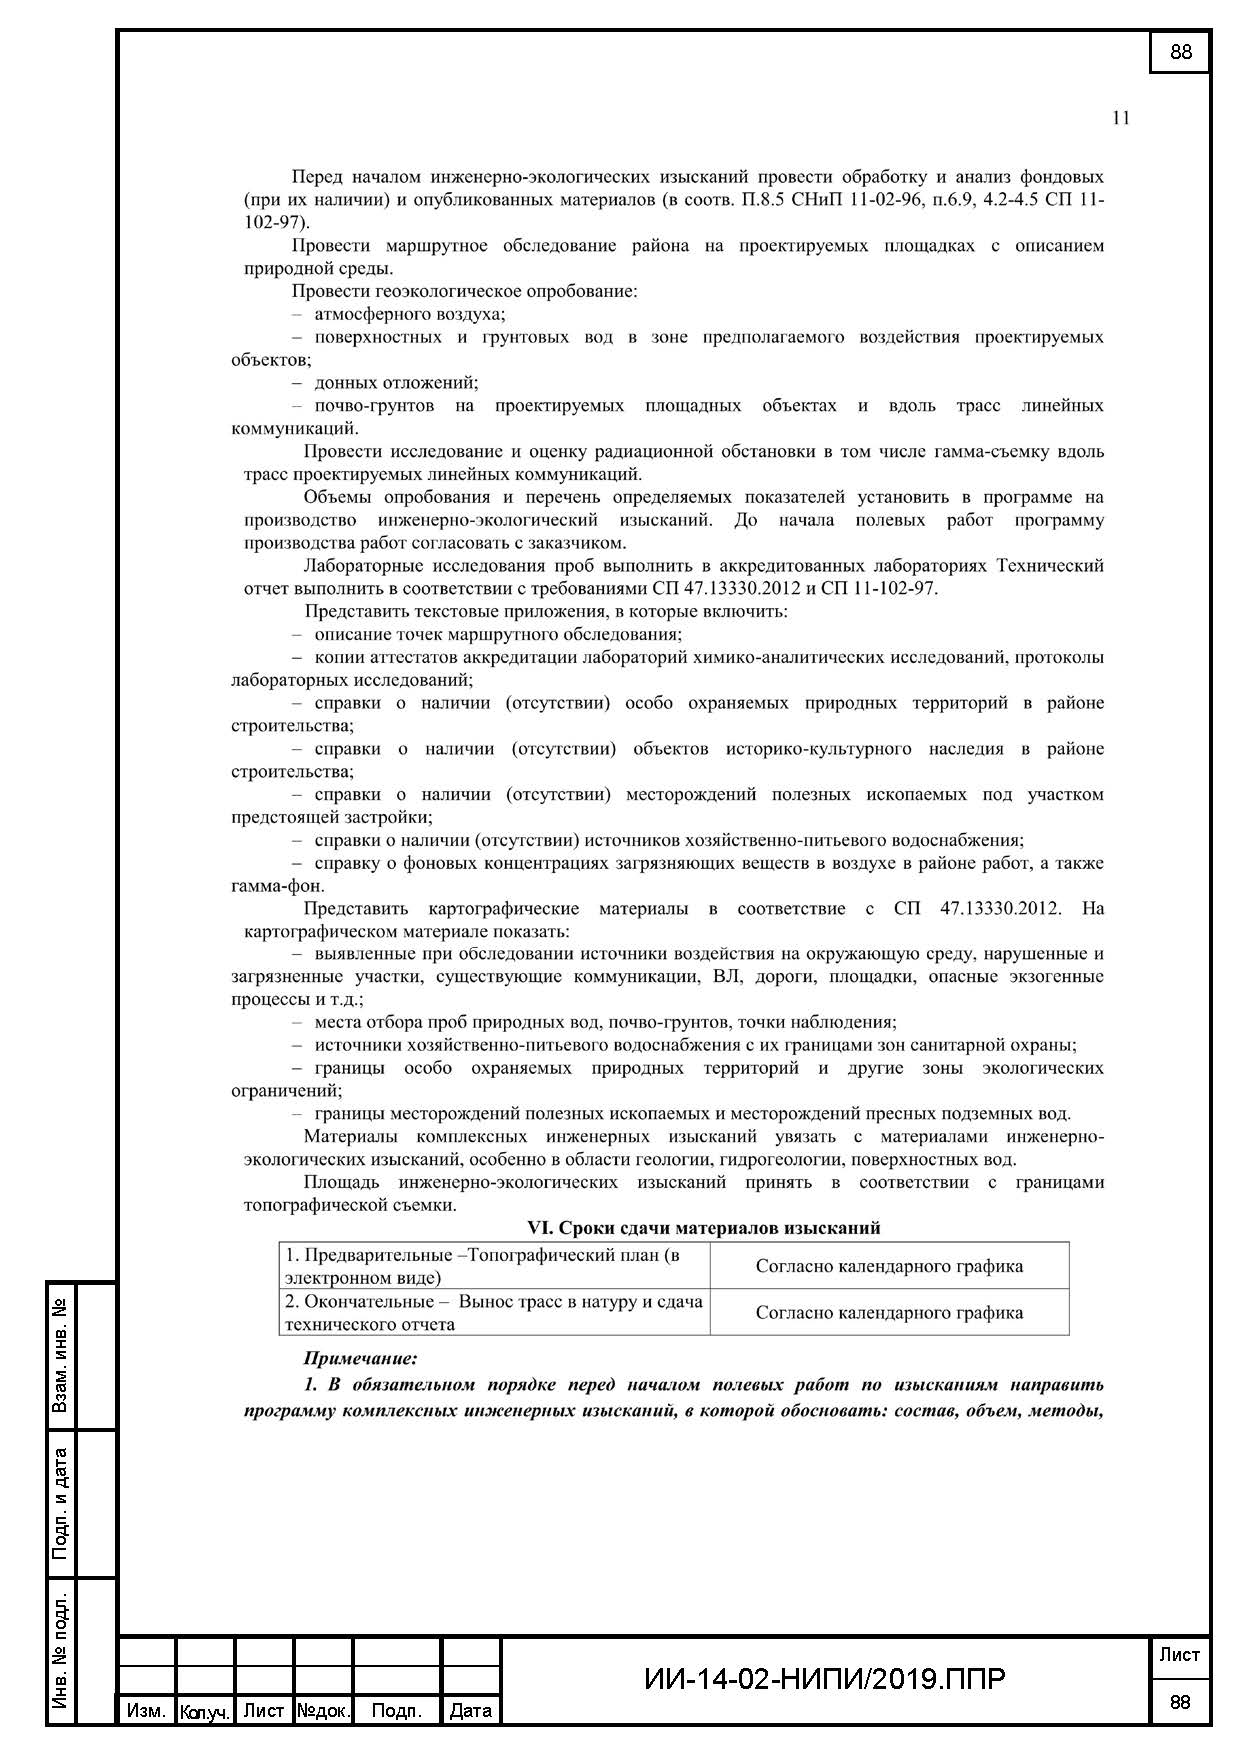 88
11
Перед началом инженерно-экологических изысканий провести обработку и анализ фондовых
(при их наличии) и опубликованных материалов (в соотв. П.8.5 СНиП 11-02-96, п.6.9, 4.2-4.5 СП 11-
102-97).
Провести маршрутное обследование района на проектируемых площадках с описанием
природной среды.
Провести геоэкологическое опробование:
– атмосферного воздуха;
– поверхностных и грунтовых вод в зоне предполагаемого воздействия проектируемых
объектов;
– донных отложений;
– почво-грунтов на проектируемых площадных объектах и вдоль трасс линейных
коммуникаций.
Провести исследование и оценку радиационной обстановки в том числе гамма-съемку вдоль
трасс проектируемых линейных коммуникаций.
Объемы опробования и перечень определяемых показателей установить в программе на
производство инженерно-экологический изысканий. До начала полевых работ программу
производства работ согласовать с заказчиком.
Лабораторные исследования проб выполнить в аккредитованных лабораториях Технический
отчет выполнить в соответствии с требованиями СП 47.13330.2012 и СП 11-102-97.
Представить текстовые приложения, в которые включить:
– описание точек маршрутного обследования;
– копии аттестатов аккредитации лабораторий химико-аналитических исследований, протоколы
лабораторных исследований;
– справки о наличии (отсутствии) особо охраняемых природных территорий в районе
строительства;
– справки о наличии (отсутствии) объектов историко-культурного наследия в районе
строительства;
– справки о наличии (отсутствии) месторождений полезных ископаемых под участком
предстоящей застройки;
– справки о наличии (отсутствии) источников хозяйственно-питьевого водоснабжения;
– справку о фоновых концентрациях загрязняющих веществ в воздухе в районе работ, а также
гамма-фон.
Представить картографические материалы в соответствие с СП 47.13330.2012. На
картографическом материале показать:
– выявленные при обследовании источники воздействия на окружающую среду, нарушенные и
загрязненные участки, существующие коммуникации, ВЛ, дороги, площадки, опасные экзогенные
процессы и т.д.;
– места отбора проб природных вод, почво-грунтов, точки наблюдения;
– источники хозяйственно-питьевого водоснабжения с их границами зон санитарной охраны;
– границы особо охраняемых природных территорий и другие зоны экологических
ограничений;
– границы месторождений полезных ископаемых и месторождений пресных подземных вод.
Материалы комплексных инженерных изысканий увязать с материалами инженерно-
экологических изысканий, особенно в области геологии, гидрогеологии, поверхностных вод.
Площадь инженерно-экологических изысканий принять в соответствии с границами
топографической съемки.
VI. Сроки сдачи материалов изысканий
1. Предварительные –Топографический план (в
электронном виде)
Согласно календарного графика
2. Окончательные – Вынос трасс в натуру и сдача
технического отчета
Согласно календарного графика
Примечание:
1. В обязательном порядке перед началом полевых работ по изысканиям направить
программу комплексных инженерных изысканий, в которой обосновать: состав, объем, методы,
Взам. инв. №
Подп. и дата
Инв. № подл.
Изм. Кол.уч. Лист №док. Подп. Дата
ИИ-14-02-НИПИ/2019.ППР
Лист
88